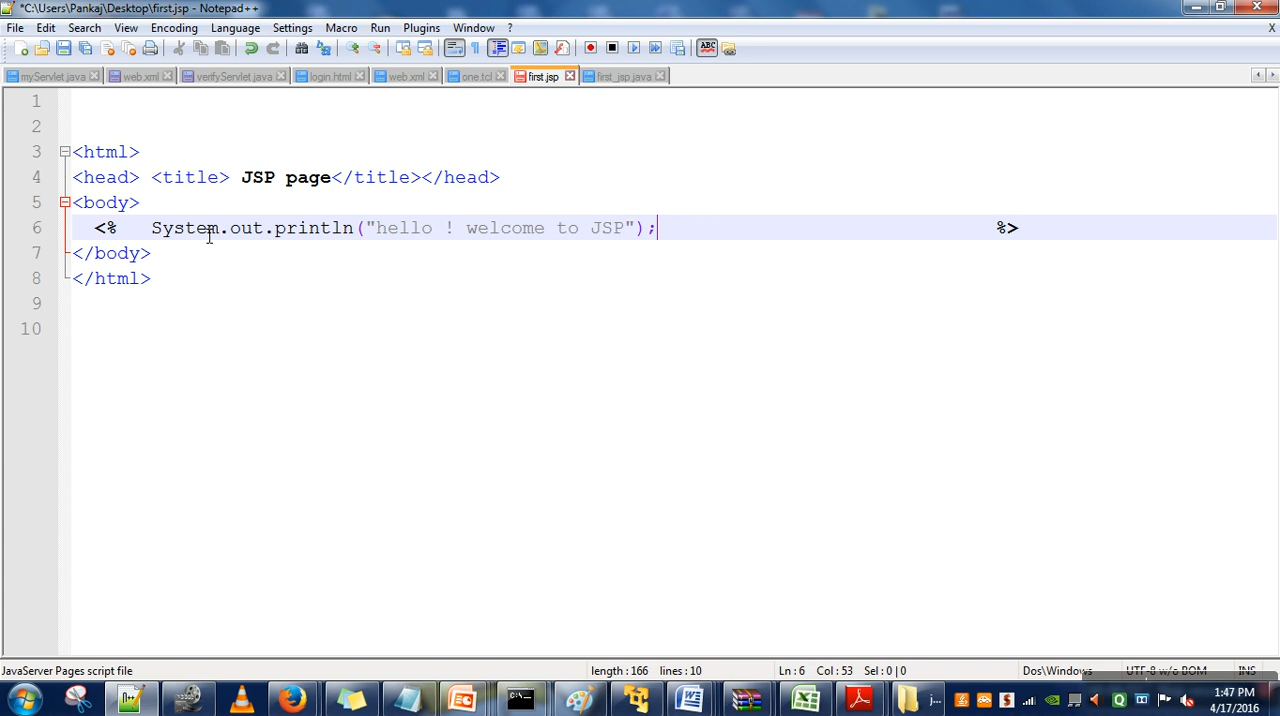 *C:\Users\Pankaj\Desktop\first.jsp - Notepad++
File Edit Search View Encoding Language Settings Macro Run Plugins Window ? X
myServlet.java web.xml verifyServlet.java login.html web.xml one.tcl first.jsp first_jsp.java
1
2
3 <html>
4 <head> <title> JSP page</title></head>
5 <body>
6 <% System.out.println("hello ! welcome to JSP"); %>
7 </body>
8 </html>
9
10
JavaServer Pages script file length : 166 lines : 10 Ln : 6 Col : 53 Sel : 0 | 0 Dos\Windows UTF-8 w/o BOM INS
j...
1:47 PM
4/17/2016